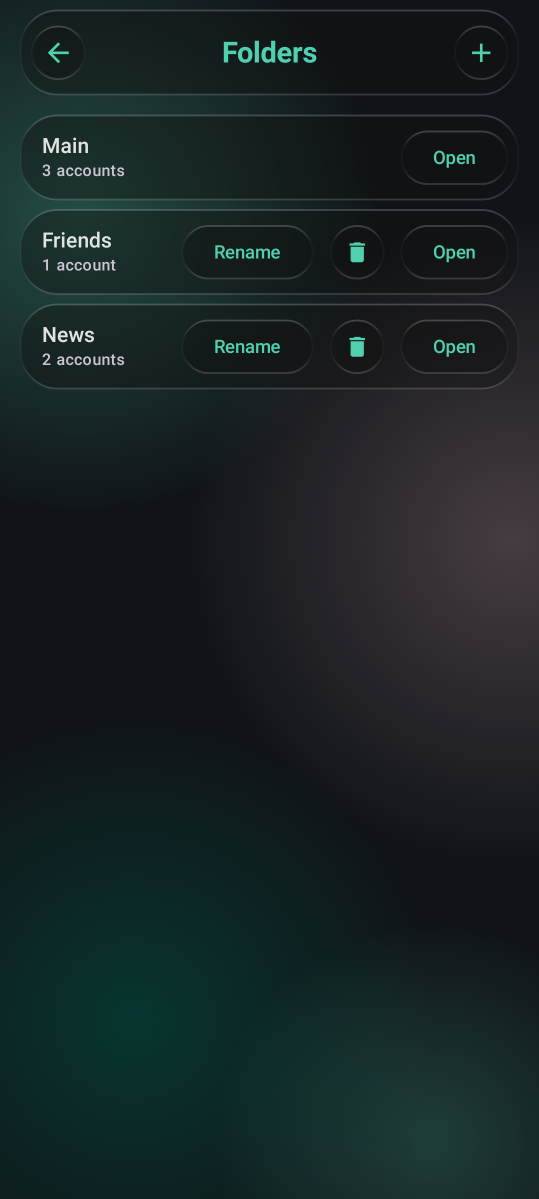 Folders
Main
3 accounts
Open
Friends
1 account
Rename
Open
News
2 accounts
Rename
Open